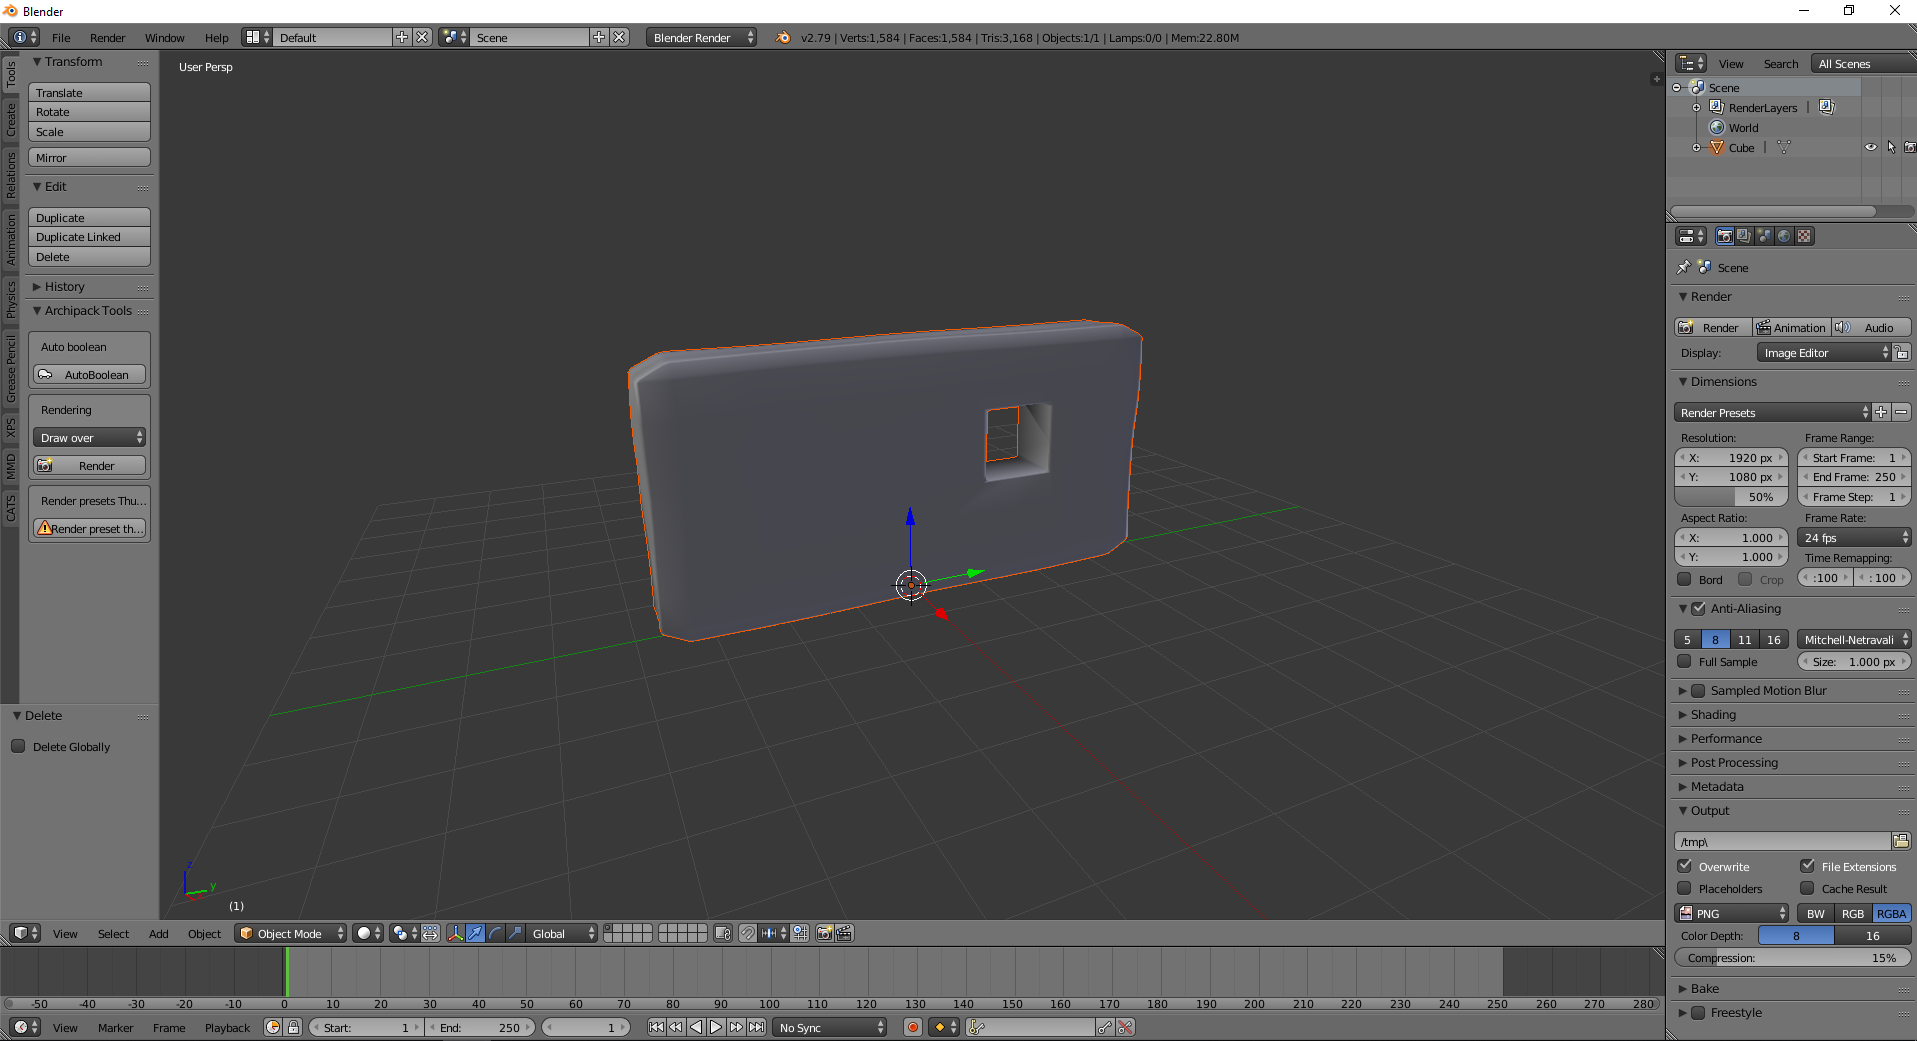 Blender
File Render Window Help Default Scene Blender Render v2.79 | Verts:1,584 | Faces:1,584 | Tris:3,168 | Objects:1/1 | Lamps:0/0 | Mem:22.80M
Tools
Create
Relations
Animation
Physics
Grease Pencil
XPS
MMD
CATS
Transform
Translate
Rotate
Scale
Mirror
Edit
Duplicate
Duplicate Linked
Delete
History
Archipack Tools
Auto boolean
AutoBoolean
Rendering
Draw over
Render
Render presets Thu...
Render preset th...
Delete
Delete Globally
User Persp
z
y
(1)
View Select Add Object Object Mode Global
-50 -40 -30 -20 -10 0 10 20 30 40 50 60 70 80 90 100 110 120 130 140 150 160 170 180 190 200 210 220 230 240 250 260 270 280
View Marker Frame Playback Start: 1 End: 250 1 No Sync
View Search All Scenes
Scene
RenderLayers |
World
Cube |
Scene
Render
Render Animation Audio
Display: Image Editor
Dimensions
Render Presets
Resolution: Frame Range:
X: 1920 px Start Frame: 1
Y: 1080 px End Frame: 250
50% Frame Step: 1
Aspect Ratio: Frame Rate:
X: 1.000 24 fps
Y: 1.000 Time Remapping:
Bord Crop :100 : 100
Anti-Aliasing
5 8 11 16 Mitchell-Netravali
Full Sample Size: 1.000 px
Sampled Motion Blur
Shading
Performance
Post Processing
Metadata
Output
/tmp\
Overwrite File Extensions
Placeholders Cache Result
PNG BW RGB RGBA
Color Depth: 8 16
Compression: 15%
Bake
Freestyle